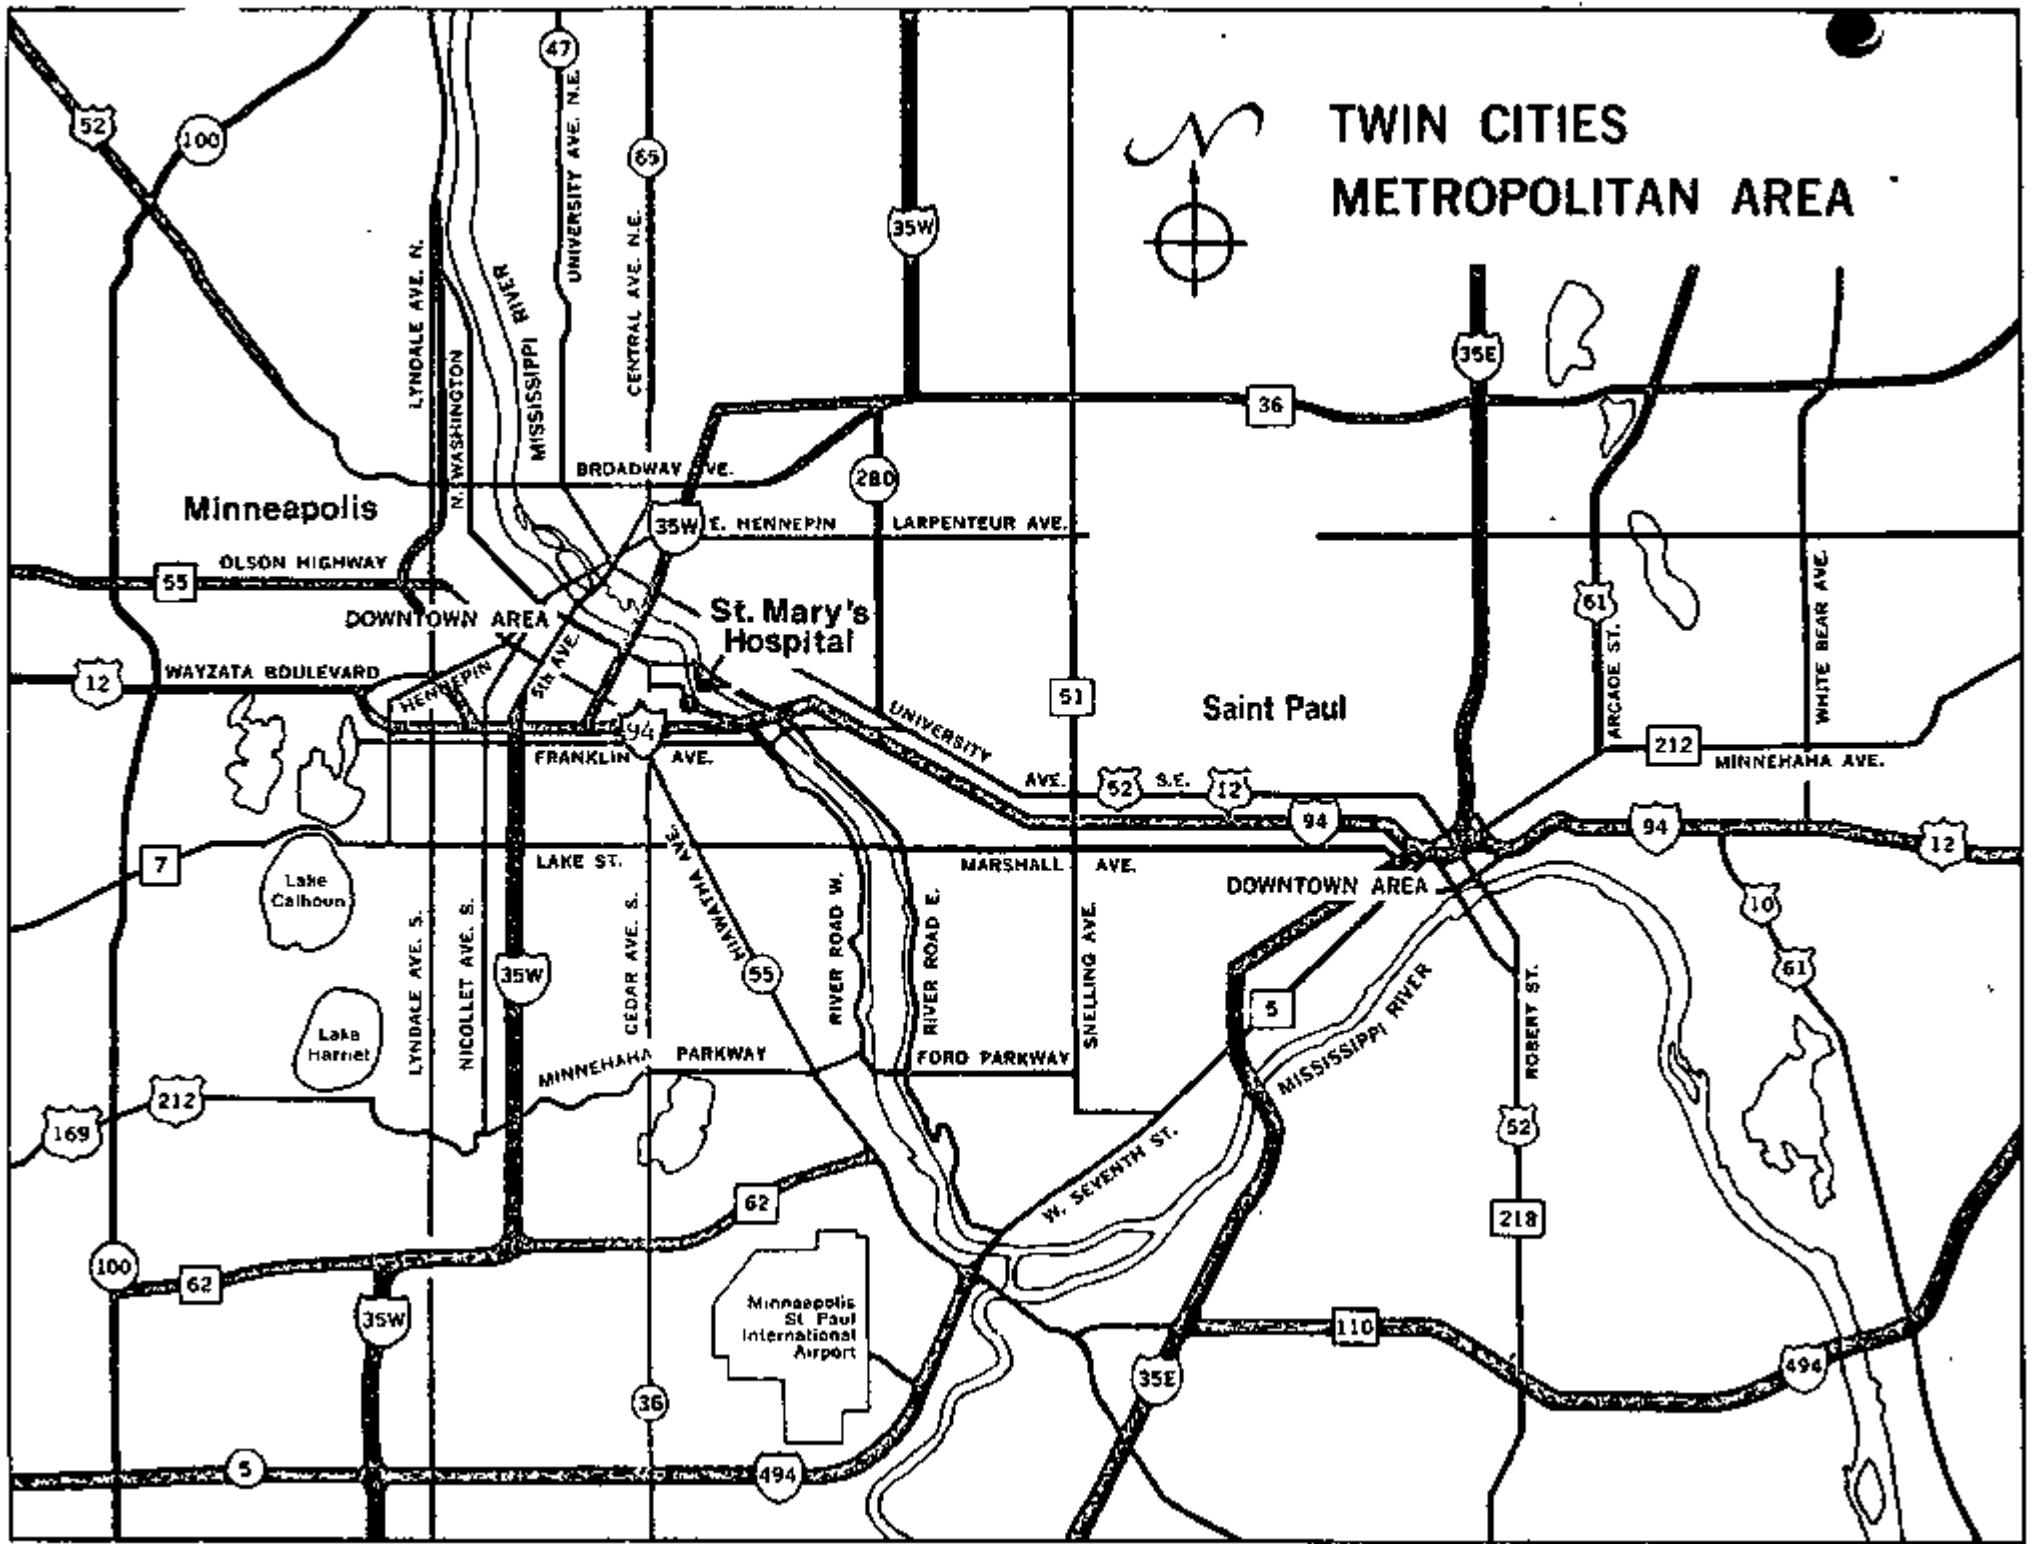 47
TWIN CITIES
METROPOLITAN AREA
N
52
100
65
UNIVERSITY AVE. N.E.
CENTRAL AVE. N.E.
35W
LYNDALE AVE. N.
MISSISSIPPI RIVER
N. WASHINGTON
35E
36
BROADWAY AVE.
280
Minneapolis
35W
E. HENNEPIN
LARPENTEUR AVE.
OLSON HIGHWAY
55
DOWNTOWN AREA
St. Mary's
Hospital
61
ARCADE ST.
WHITE BEAR AVE.
WAYZATA BOULEVARD
12
HENNEPIN
5th AVE.
51
Saint Paul
UNIVERSITY
AVE.
52
S.E.
12
94
FRANKLIN AVE.
212
MINNEHAHA AVE.
94
94
12
7
LAKE ST.
MARSHALL AVE.
DOWNTOWN AREA
Lake
Calhoun
HIAWATHA AVE.
10
LYNDALE AVE. S.
NICOLLET AVE. S.
35W
CEDAR AVE. S.
55
RIVER ROAD W.
RIVER ROAD E.
SNELLING AVE.
5
MISSISSIPPI RIVER
ROBERT ST.
61
Lake
Harriet
MINNEHAHA PARKWAY
FORD PARKWAY
212
169
52
W. SEVENTH ST.
62
218
100
62
35W
Minneapolis
St Paul
International
Airport
110
35E
494
36
5
494